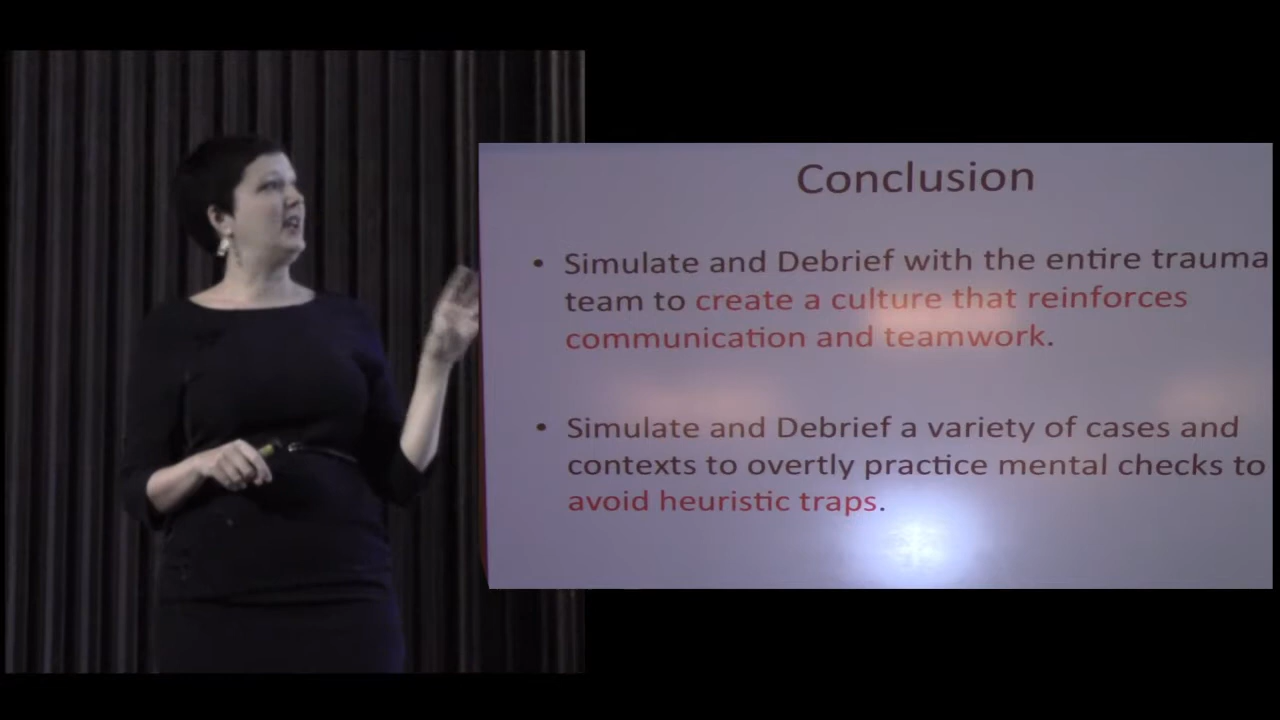 Conclusion
• Simulate and Debrief with the entire trauma
team to create a culture that reinforces
communication and teamwork.
• Simulate and Debrief a variety of cases and
contexts to overtly practice mental checks to
avoid heuristic traps.